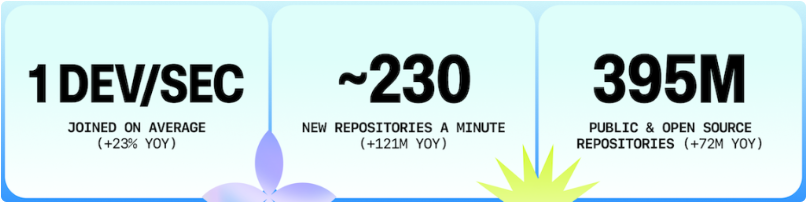 1 DEV/SEC
JOINED ON AVERAGE
(+23% YOY)
~230
NEW REPOSITORIES A MINUTE
(+121M YOY)
395M
PUBLIC & OPEN SOURCE
REPOSITORIES (+72M YOY)